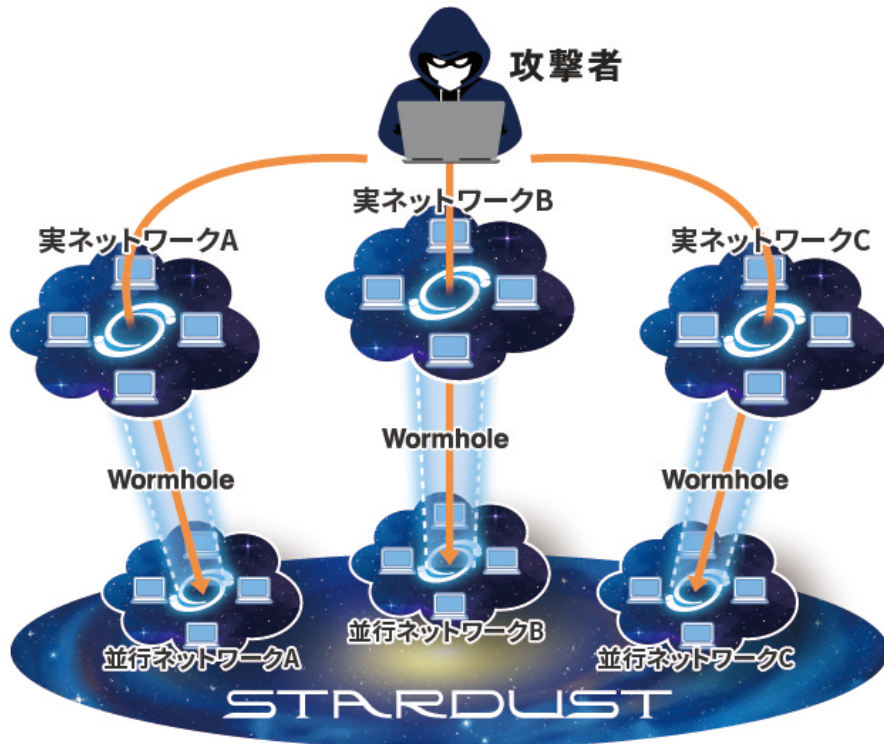 攻撃者
実ネットワークA
実ネットワークB
実ネットワークC
Wormhole
Wormhole
Wormhole
並行ネットワークA
並行ネットワークB
並行ネットワークC
STARDUST